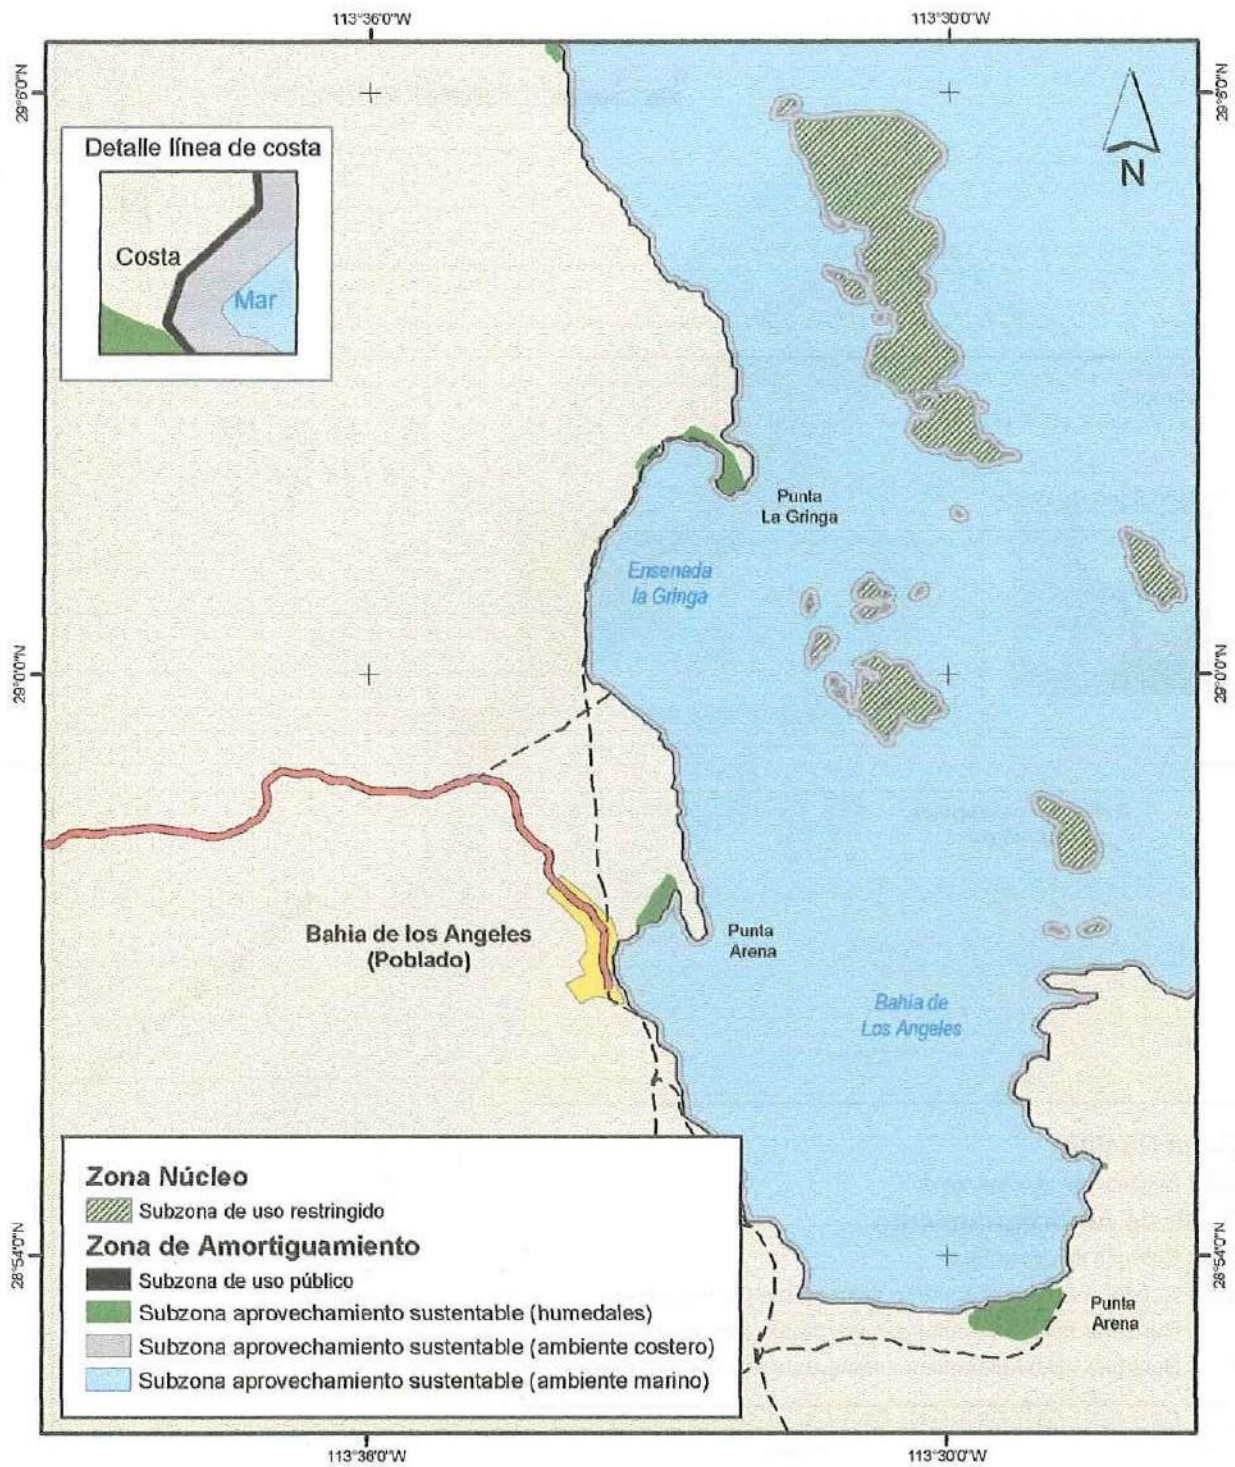 113°36'0"W
113°30'0"W
29°6'0"N
29°6'0"N
Detalle línea de costa
Costa
Mar
N
Punta
La Gringa
Ensenada
la Gringa
29°0'0"N
29°0'0"N
Bahia de los Angeles
(Poblado)
Punta
Arena
Bahia de
Los Angeles
Zona Núcleo
Subzona de uso restringido
Zona de Amortiguamiento
Subzona de uso público
Subzona aprovechamiento sustentable (humedales)
Subzona aprovechamiento sustentable (ambiente costero)
Subzona aprovechamiento sustentable (ambiente marino)
28°54'0"N
28°54'0"N
Punta
Arena
113°36'0"W
113°30'0"W